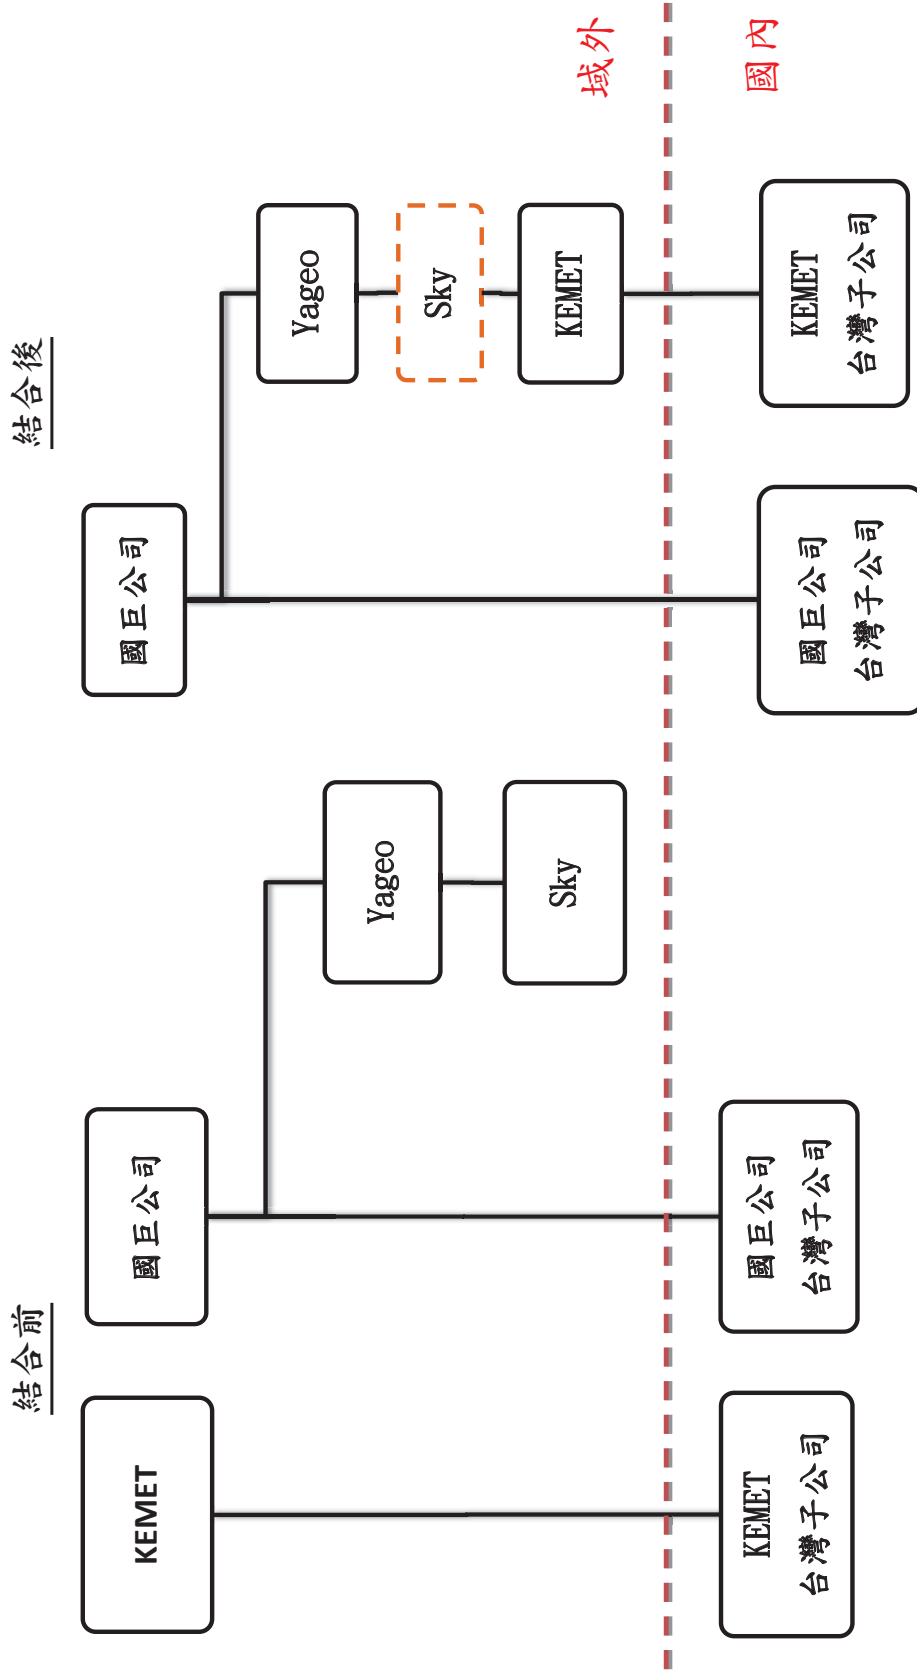 結合前
KEMET
國巨公司
Yageo
Sky
KEMET
台灣子公司
國巨公司
台灣子公司
結合後
國巨公司
Yageo
Sky
KEMET
域外
國內
國巨公司
台灣子公司
KEMET
台灣子公司